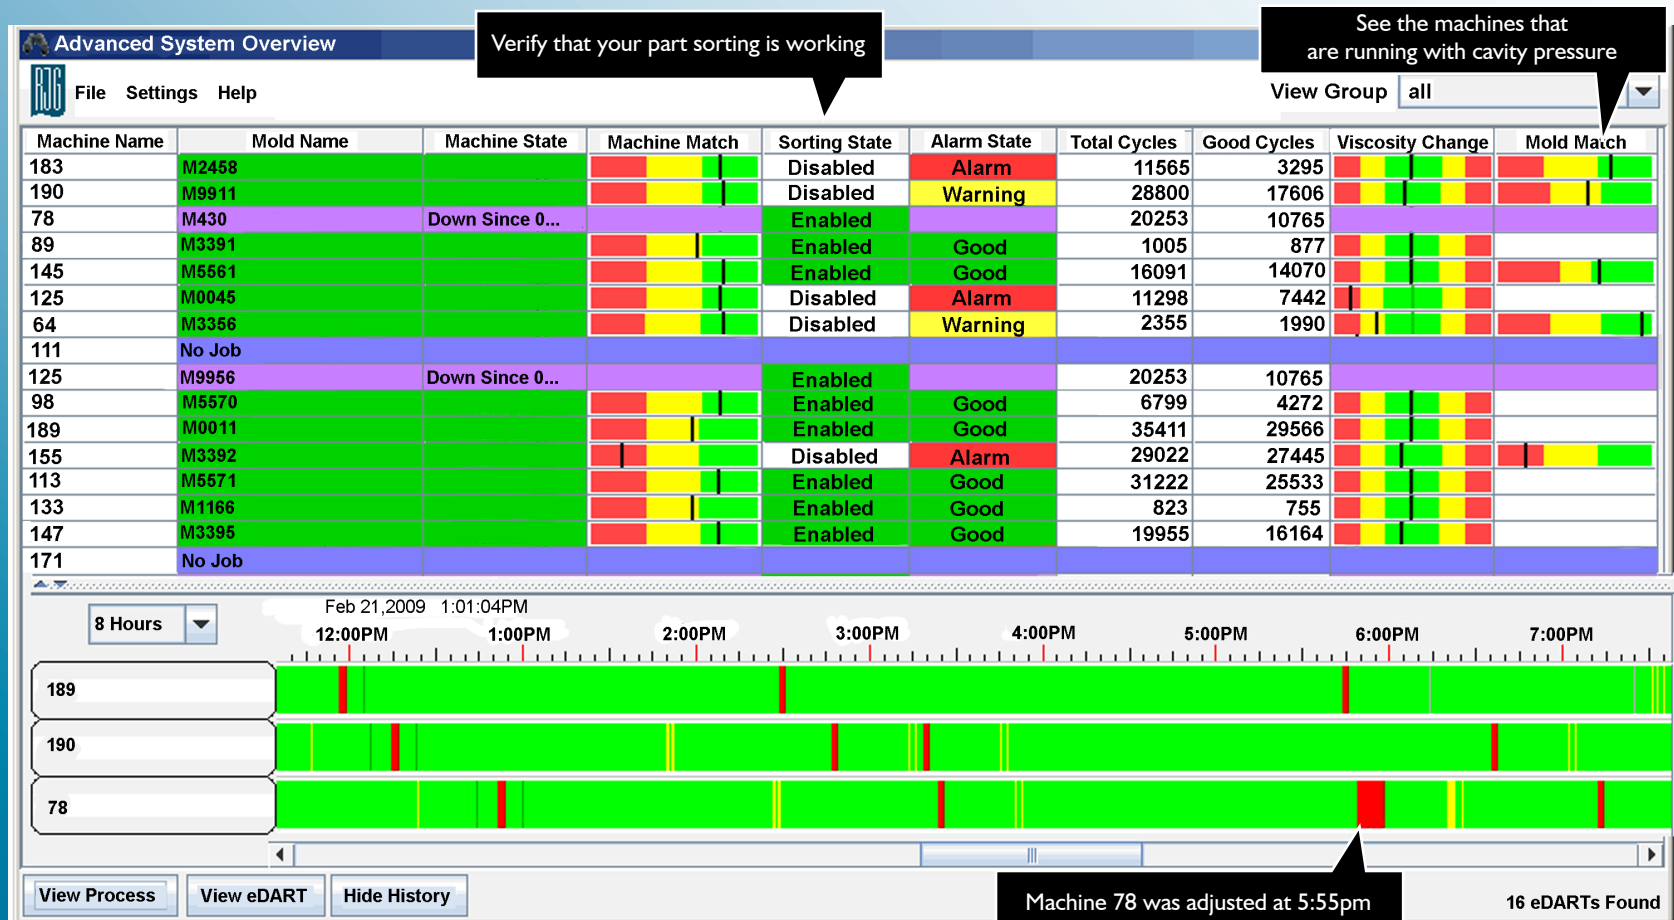 Verify that your part sorting is working
See the machines that
are running with cavity pressure
Advanced System Overview
RJG
File Settings Help
View Group all
Machine Name Mold Name Machine State Machine Match Sorting State Alarm State Total Cycles Good Cycles Viscosity Change Mold Match
183 M2458 Disabled Alarm 11565 3295
190 M9911 Disabled Warning 28800 17606
78 M430 Down Since 0... Enabled 20253 10765
89 M3391 Enabled Good 1005 877
145 M5561 Enabled Good 16091 14070
125 M0045 Disabled Alarm 11298 7442
64 M3356 Disabled Warning 2355 1990
111 No Job
125 M9956 Down Since 0... Enabled 20253 10765
98 M5570 Enabled Good 6799 4272
189 M0011 Enabled Good 35411 29566
155 M3392 Disabled Alarm 29022 27445
113 M5571 Enabled Good 31222 25533
133 M1166 Enabled Good 823 755
147 M3395 Enabled Good 19955 16164
171 No Job
8 Hours
Feb 21,2009 1:01:04PM
12:00PM 1:00PM 2:00PM 3:00PM 4:00PM 5:00PM 6:00PM 7:00PM
189
190
78
Machine 78 was adjusted at 5:55pm
View Process View eDART Hide History
16 eDARTs Found